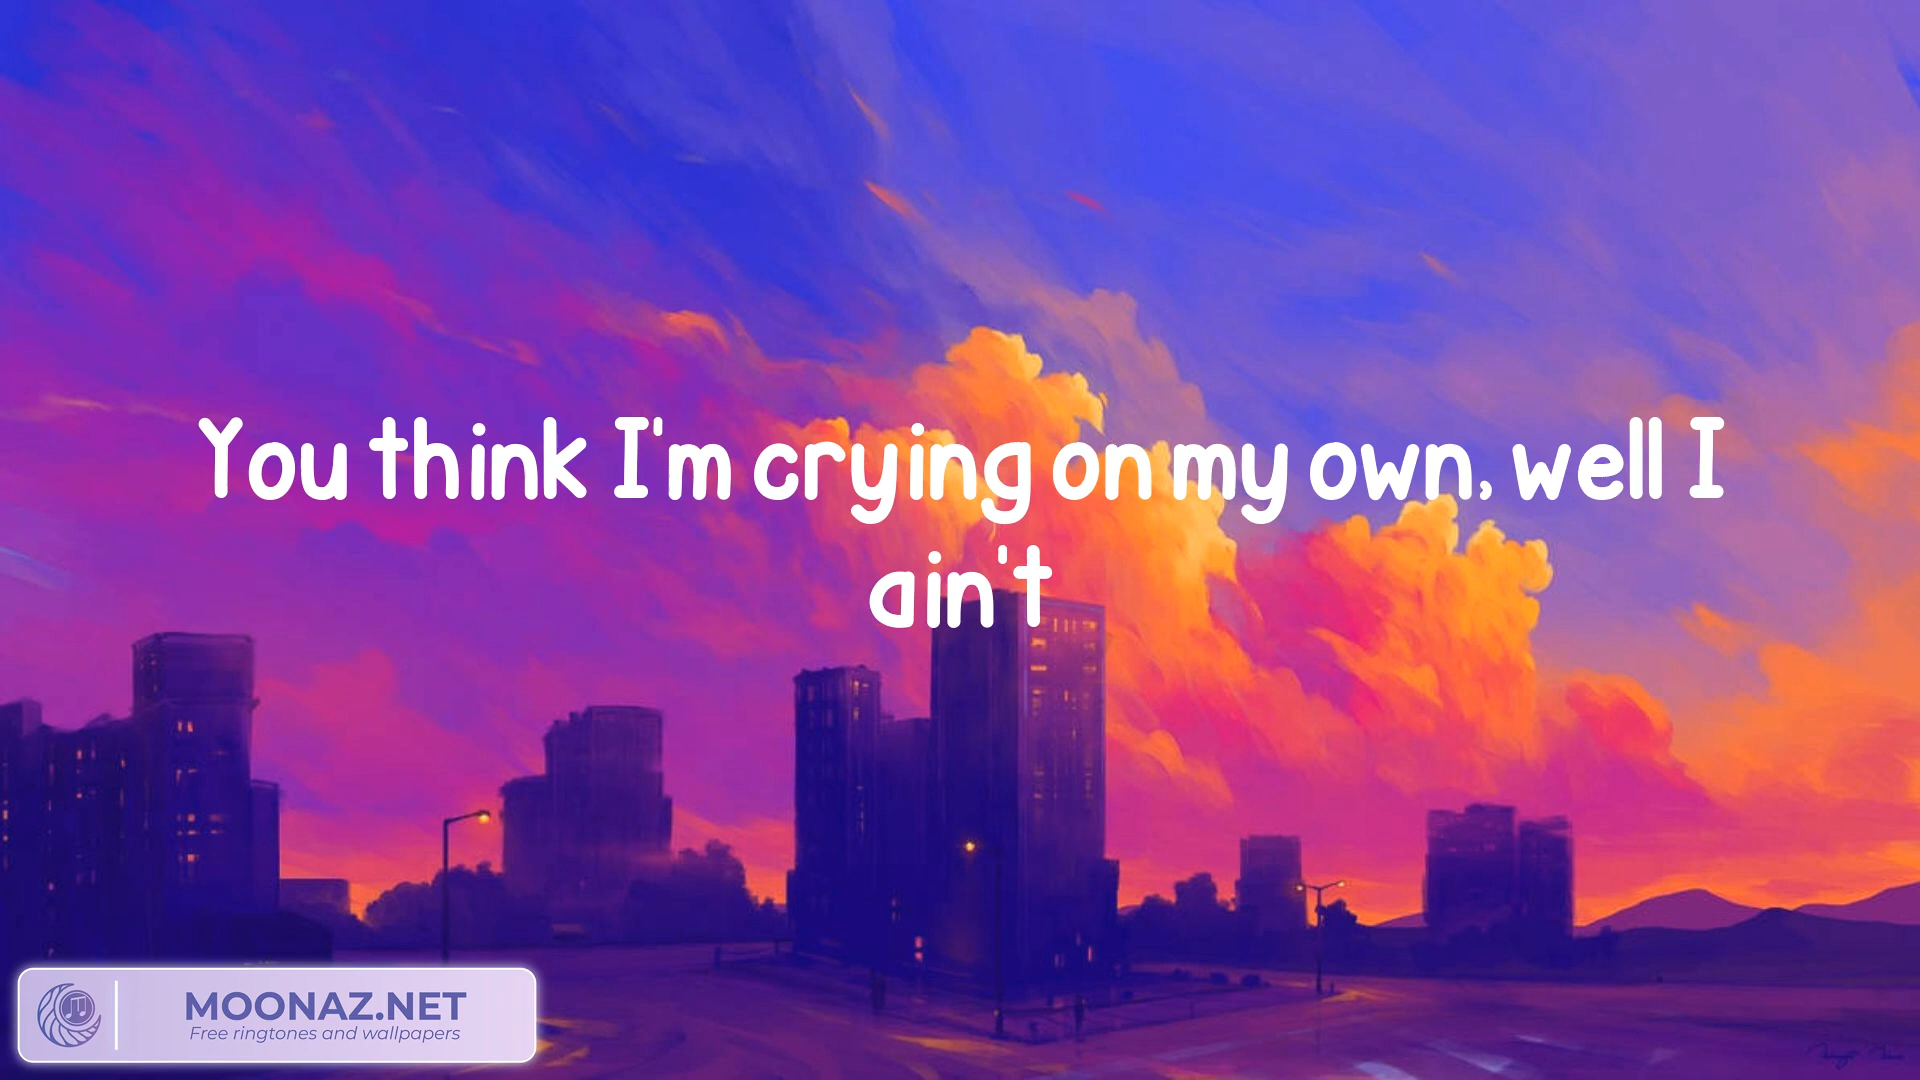 You think I'm crying on my own, well I
ain't
MOONAZ.NET
Free ringtones and wallpapers